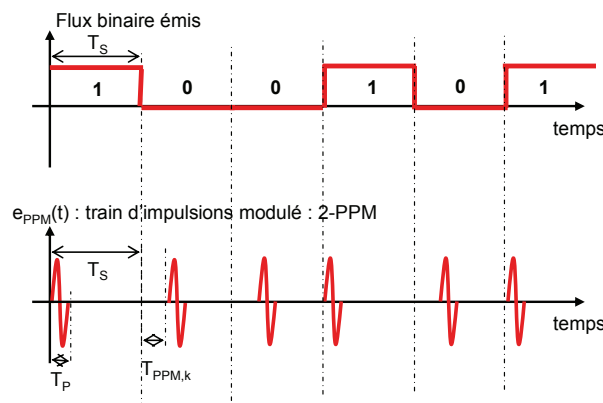 Flux binaire émis
T_S
1 0 0 1 0 1
temps
e_PPM(t) : train d'impulsions modulé : 2-PPM
T_S
temps
T_P
T_PPM,k